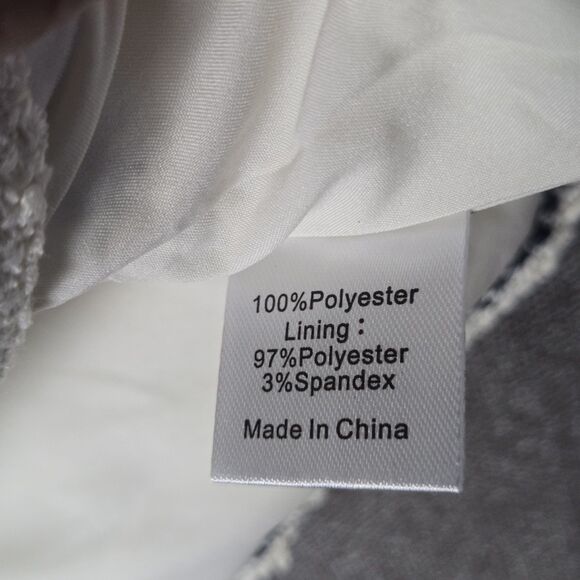 100%Polyester
Lining：
97%Polyester
3%Spandex
Made In China